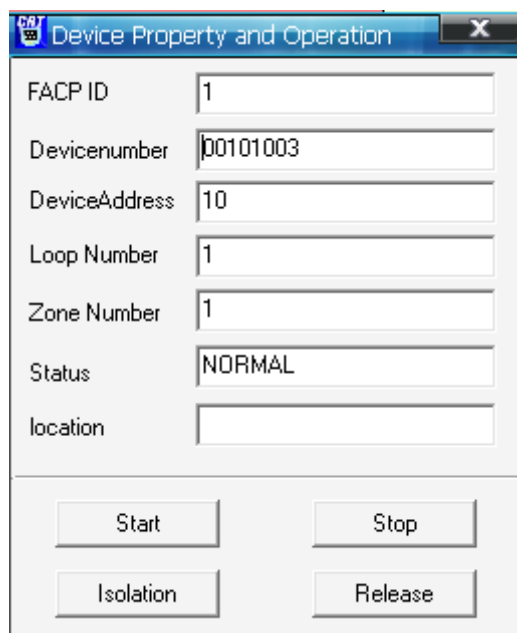 CRT Device Property and Operation X
FACP ID 1
Devicenumber 00101003
DeviceAddress 10
Loop Number 1
Zone Number 1
Status NORMAL
location
Start Stop
Isolation Release